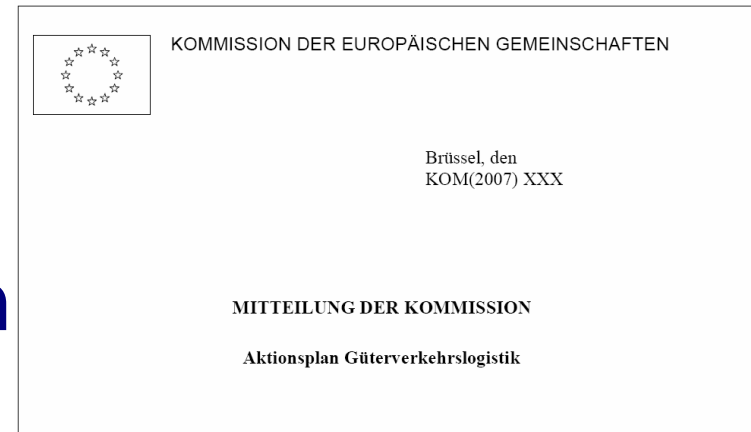 KOMMISSION DER EUROPÄISCHEN GEMEINSCHAFTEN
Brüssel, den
KOM(2007) XXX
MITTEILUNG DER KOMMISSION
Aktionsplan Güterverkehrslogistik